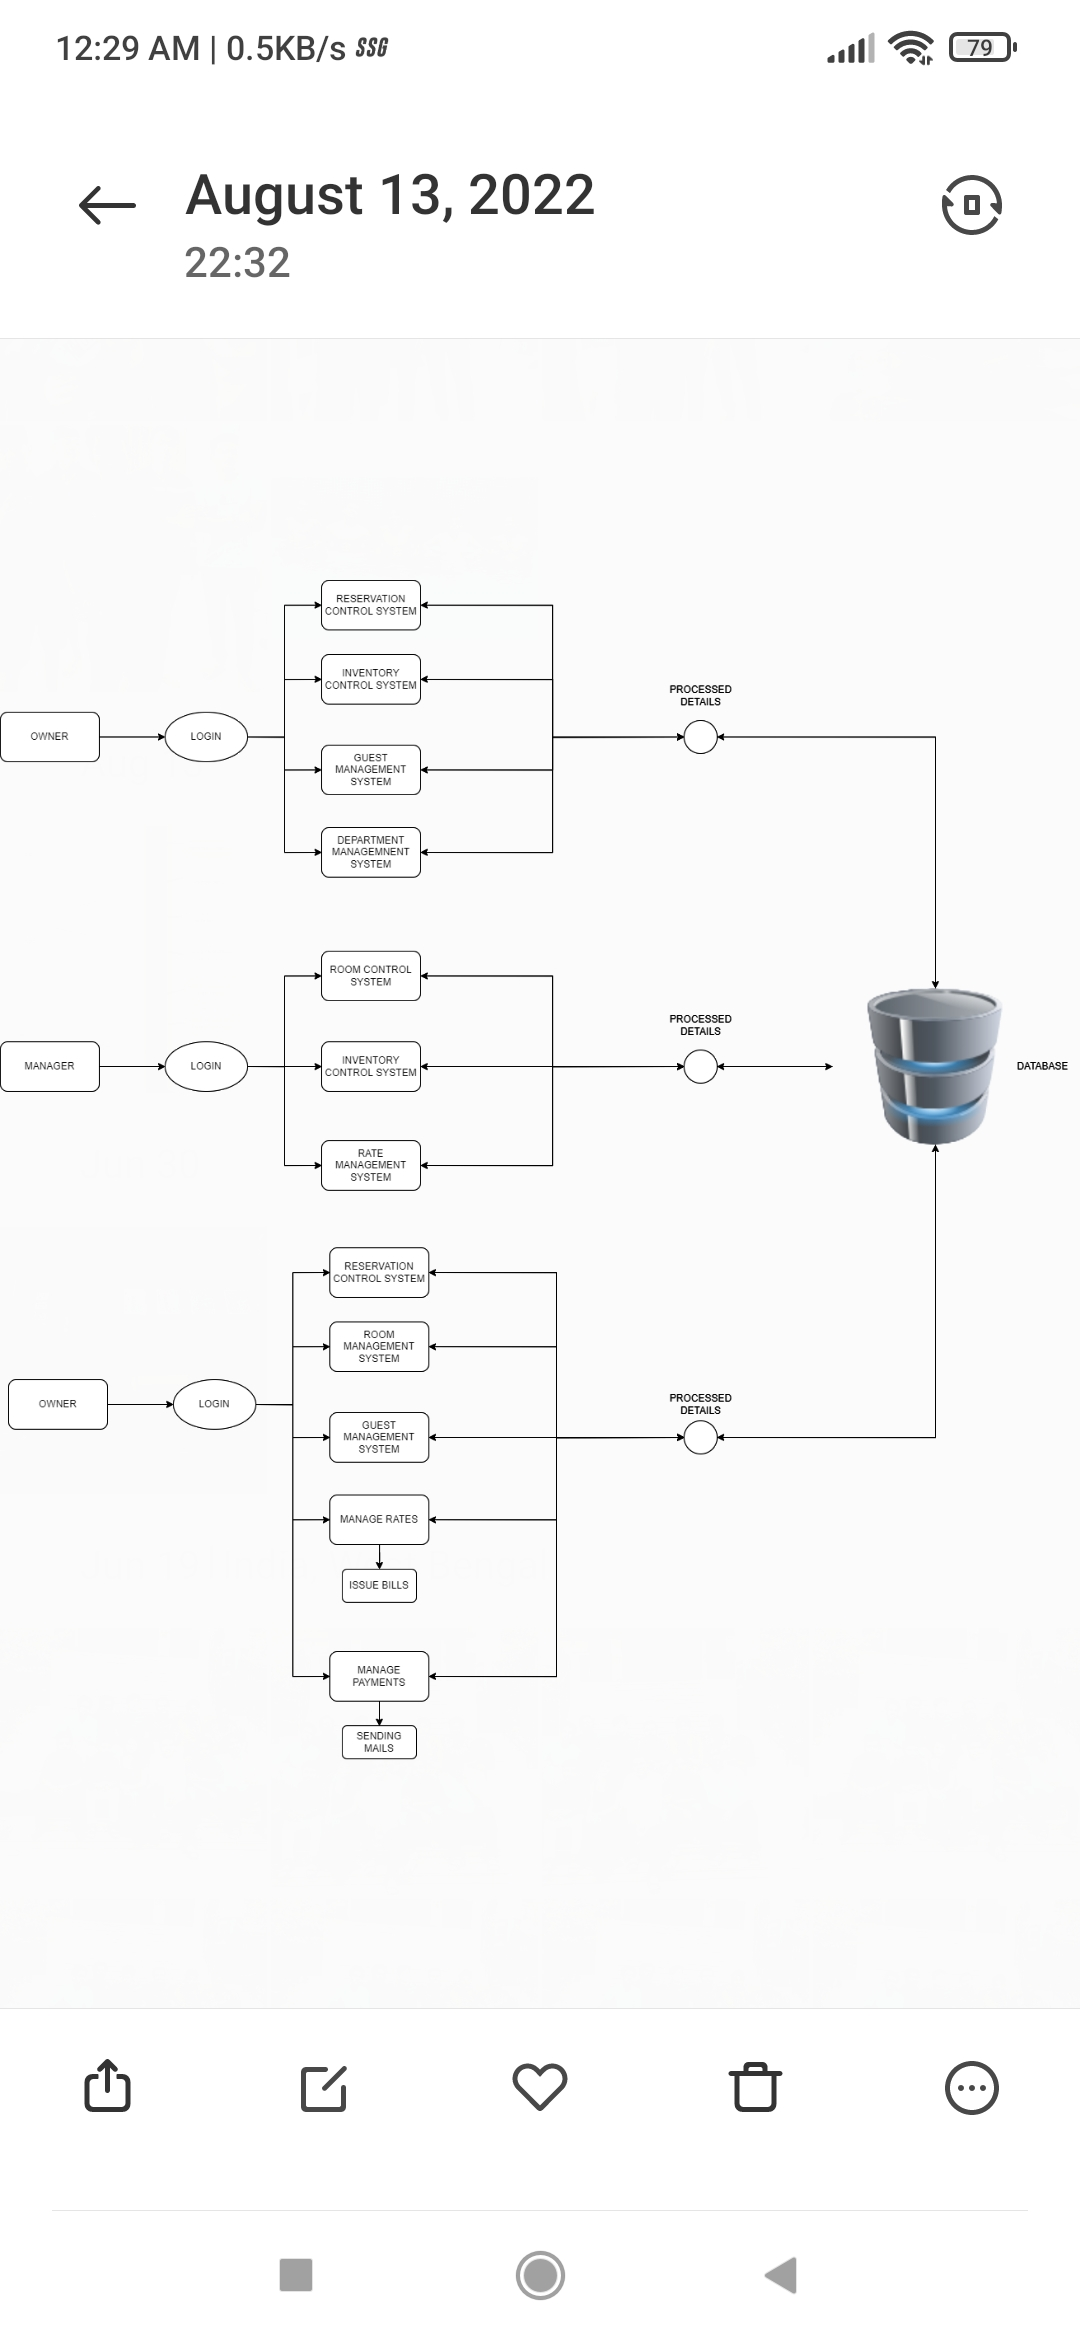 12:29 AM | 0.5KB/s SSG
79
August 13, 2022
22:32
RESERVATION
CONTROL SYSTEM
INVENTORY
CONTROL SYSTEM
PROCESSED
DETAILS
OWNER
LOGIN
GUEST
MANAGEMENT
SYSTEM
DEPARTMENT
MANAGEMNENT
SYSTEM
ROOM CONTROL
SYSTEM
PROCESSED
DETAILS
MANAGER
LOGIN
INVENTORY
CONTROL SYSTEM
DATABASE
RATE
MANAGEMENT
SYSTEM
RESERVATION
CONTROL SYSTEM
ROOM
MANAGEMENT
SYSTEM
OWNER
LOGIN
PROCESSED
DETAILS
GUEST
MANAGEMENT
SYSTEM
MANAGE RATES
ISSUE BILLS
MANAGE
PAYMENTS
SENDING
MAILS